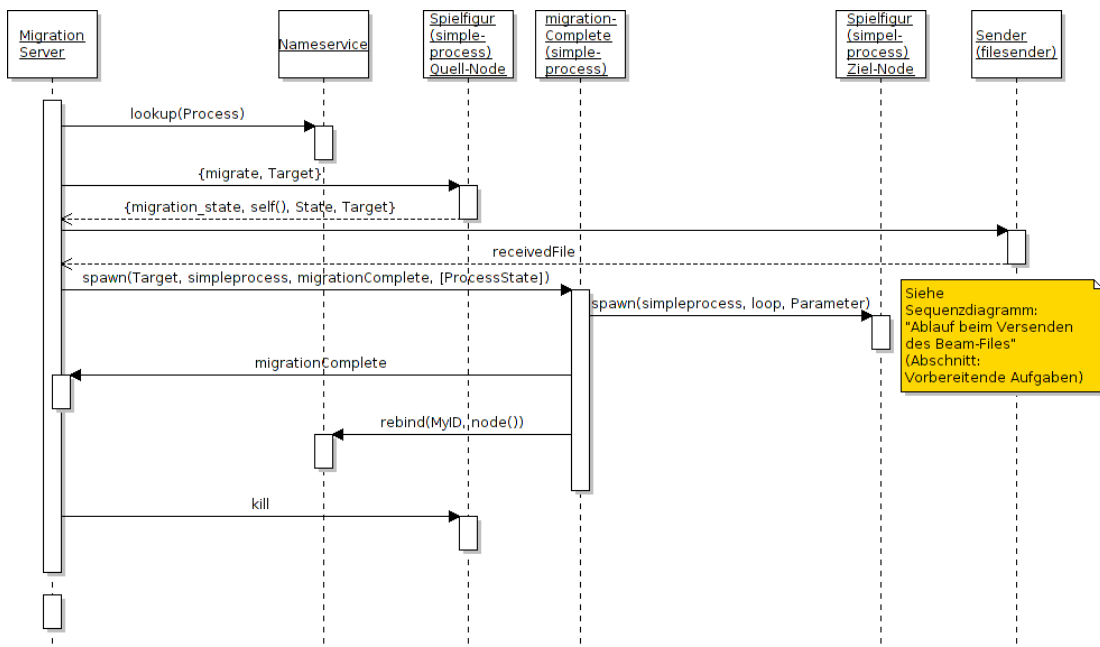 Migration
Server
Nameservice
Spielfigur
(simple-
process)
Quell-Node
migration-
Complete
(simple-
process)
Spielfigur
(simpel-
process)
Ziel-Node
Sender
(filesender)
lookup(Process)
{migrate, Target}
{migration_state, self(), State, Target}
receivedFile
spawn(Target, simpleprocess, migrationComplete, [ProcessState])
spawn(simpleprocess, loop, Parameter)
Siehe
Sequenzdiagramm:
"Ablauf beim Versenden
des Beam-Files"
(Abschnitt:
Vorbereitende Aufgaben)
migrationComplete
rebind(MyID, node())
kill